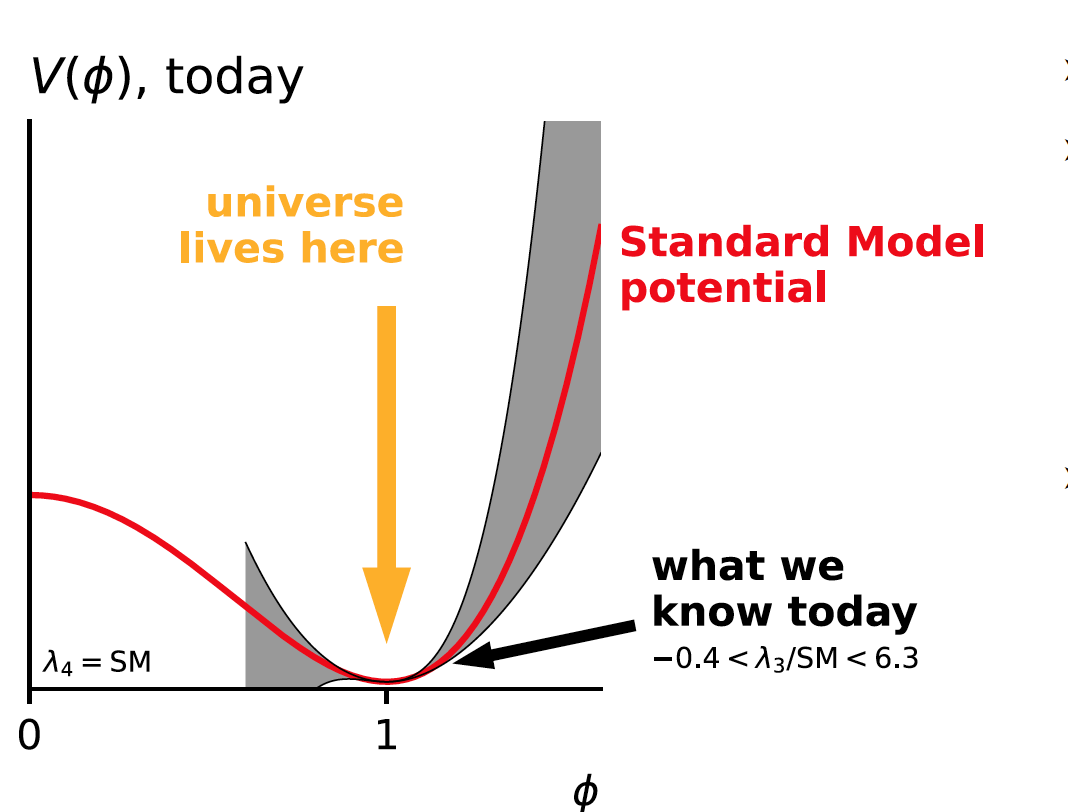 V(ϕ), today
universe
lives here
Standard Model
potential
what we
know today
−0.4 < λ₃/SM < 6.3
λ₄ = SM
0
1
ϕ